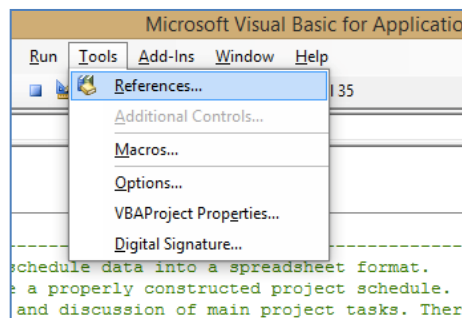 Microsoft Visual Basic for Applicatio
Run Tools Add-Ins Window Help
References...
l 35
Additional Controls...
Macros...
Options...
VBAProject Properties...
Digital Signature...
schedule data into a spreadsheet format.
e a properly constructed project schedule.
and discussion of main project tasks. Ther